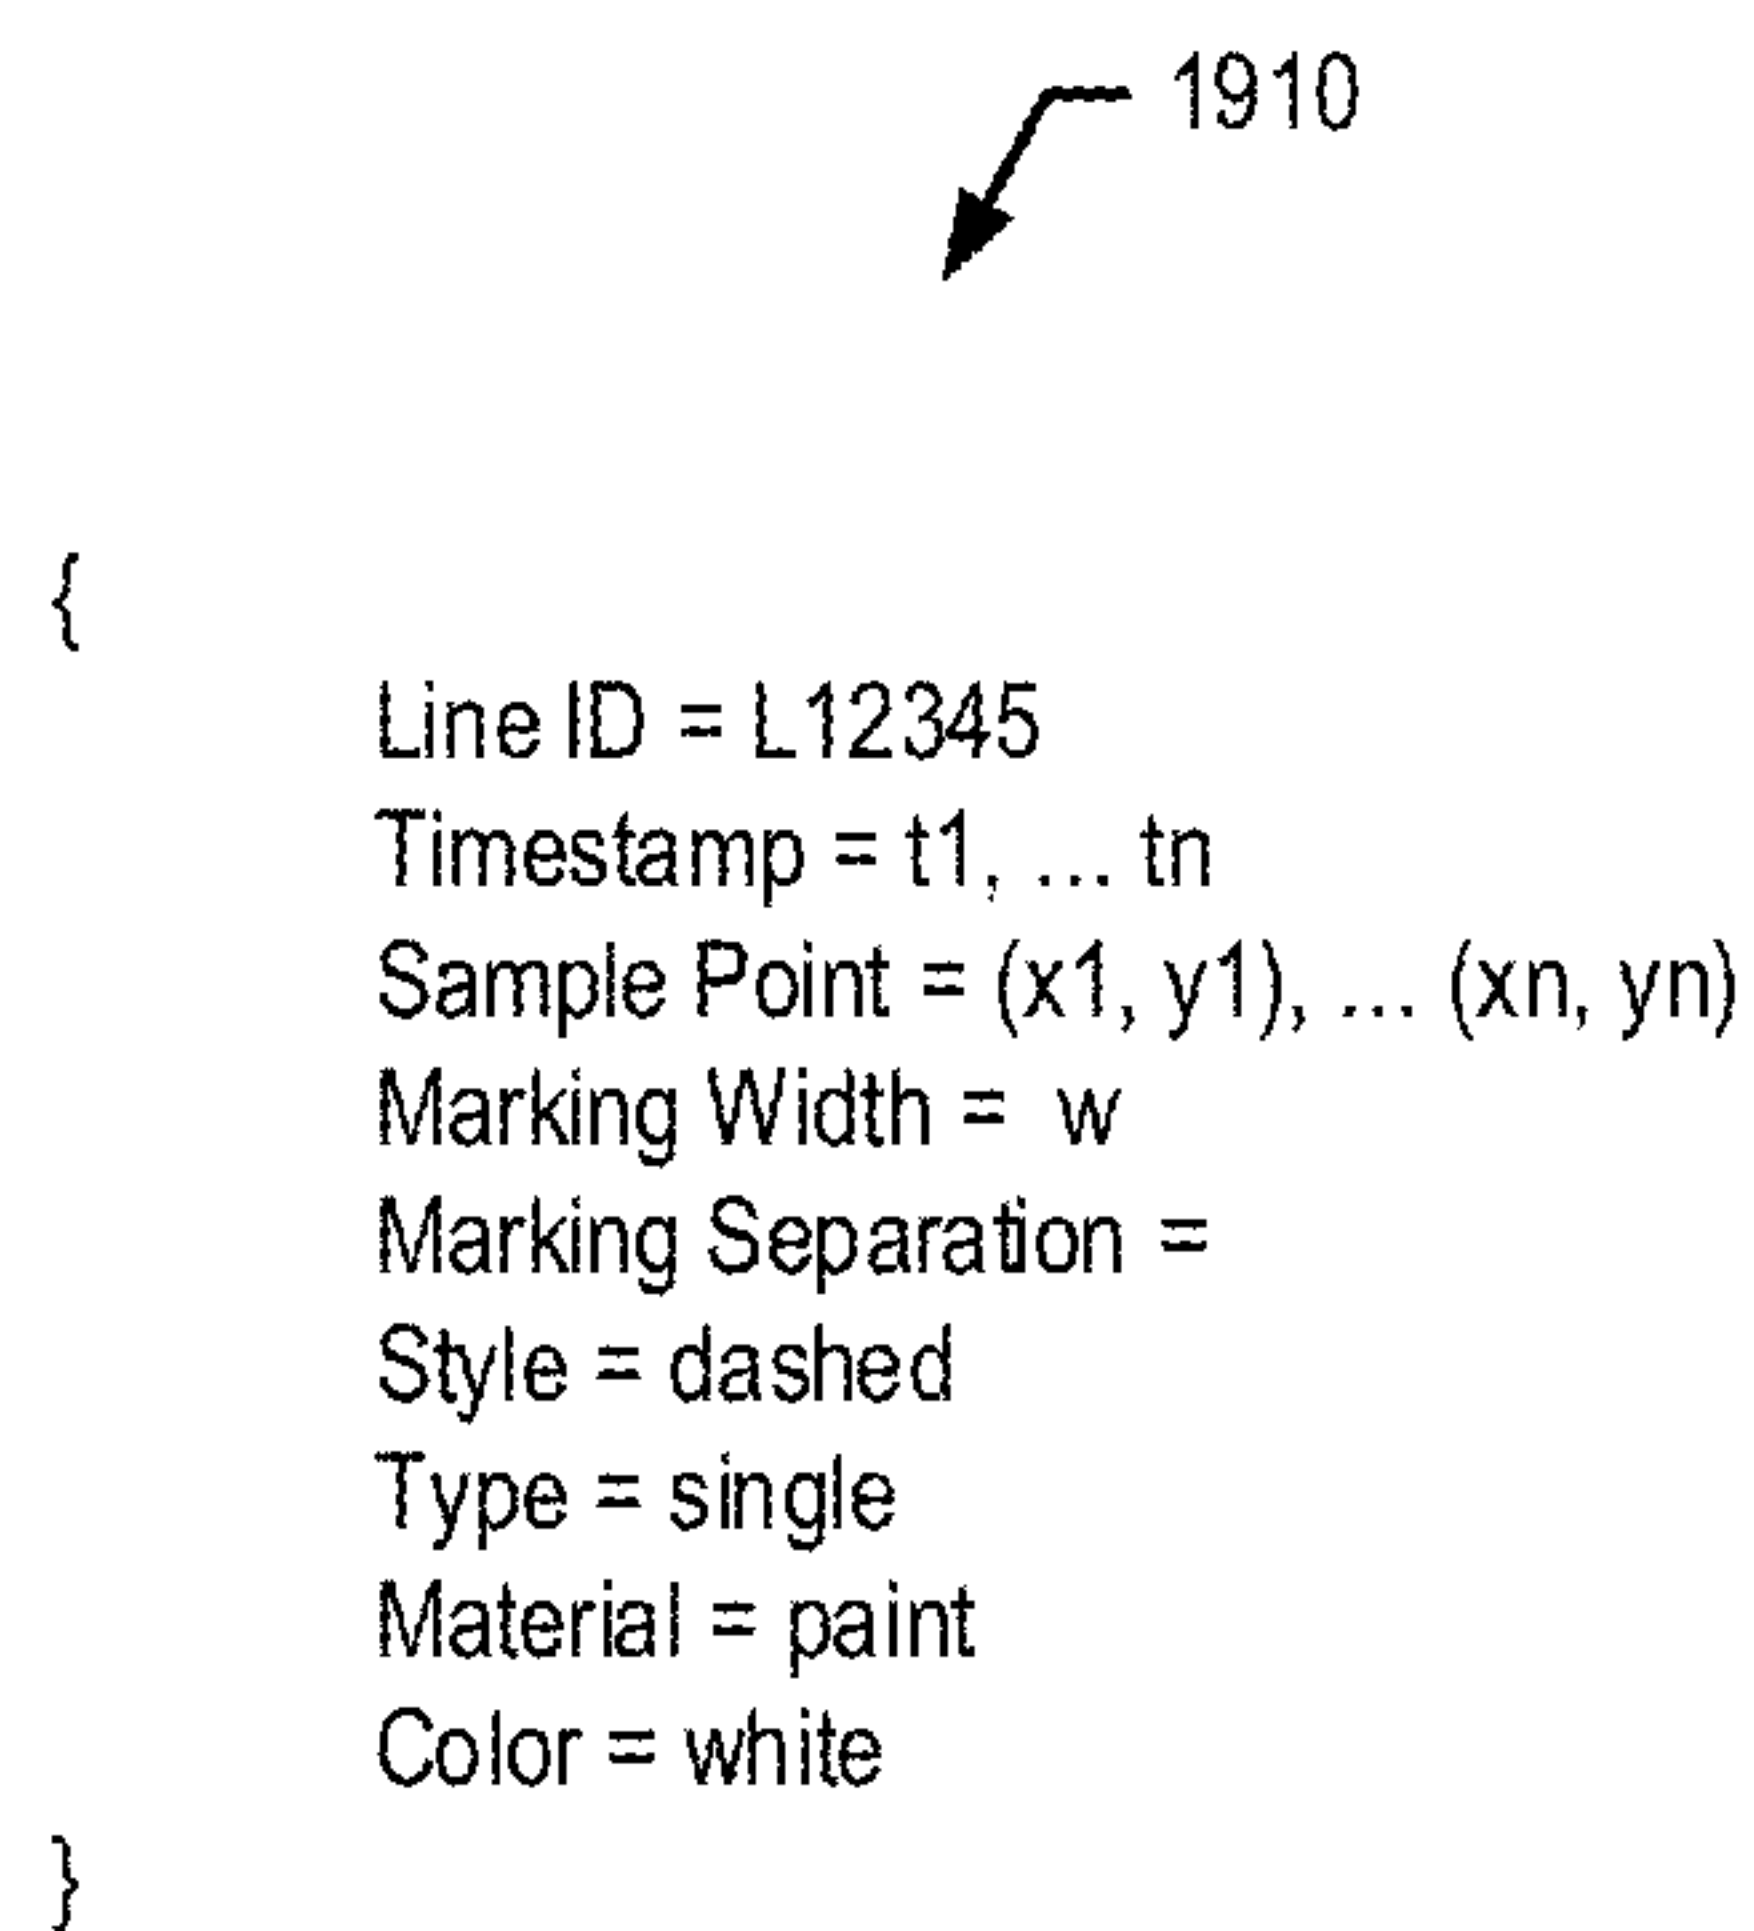 1910
{
Line ID = L12345
Timestamp = t1, ... tn
Sample Point = (x1, y1), ... (xn, yn)
Marking Width = w
Marking Separation =
Style = dashed
Type = single
Material = paint
Color = white
}